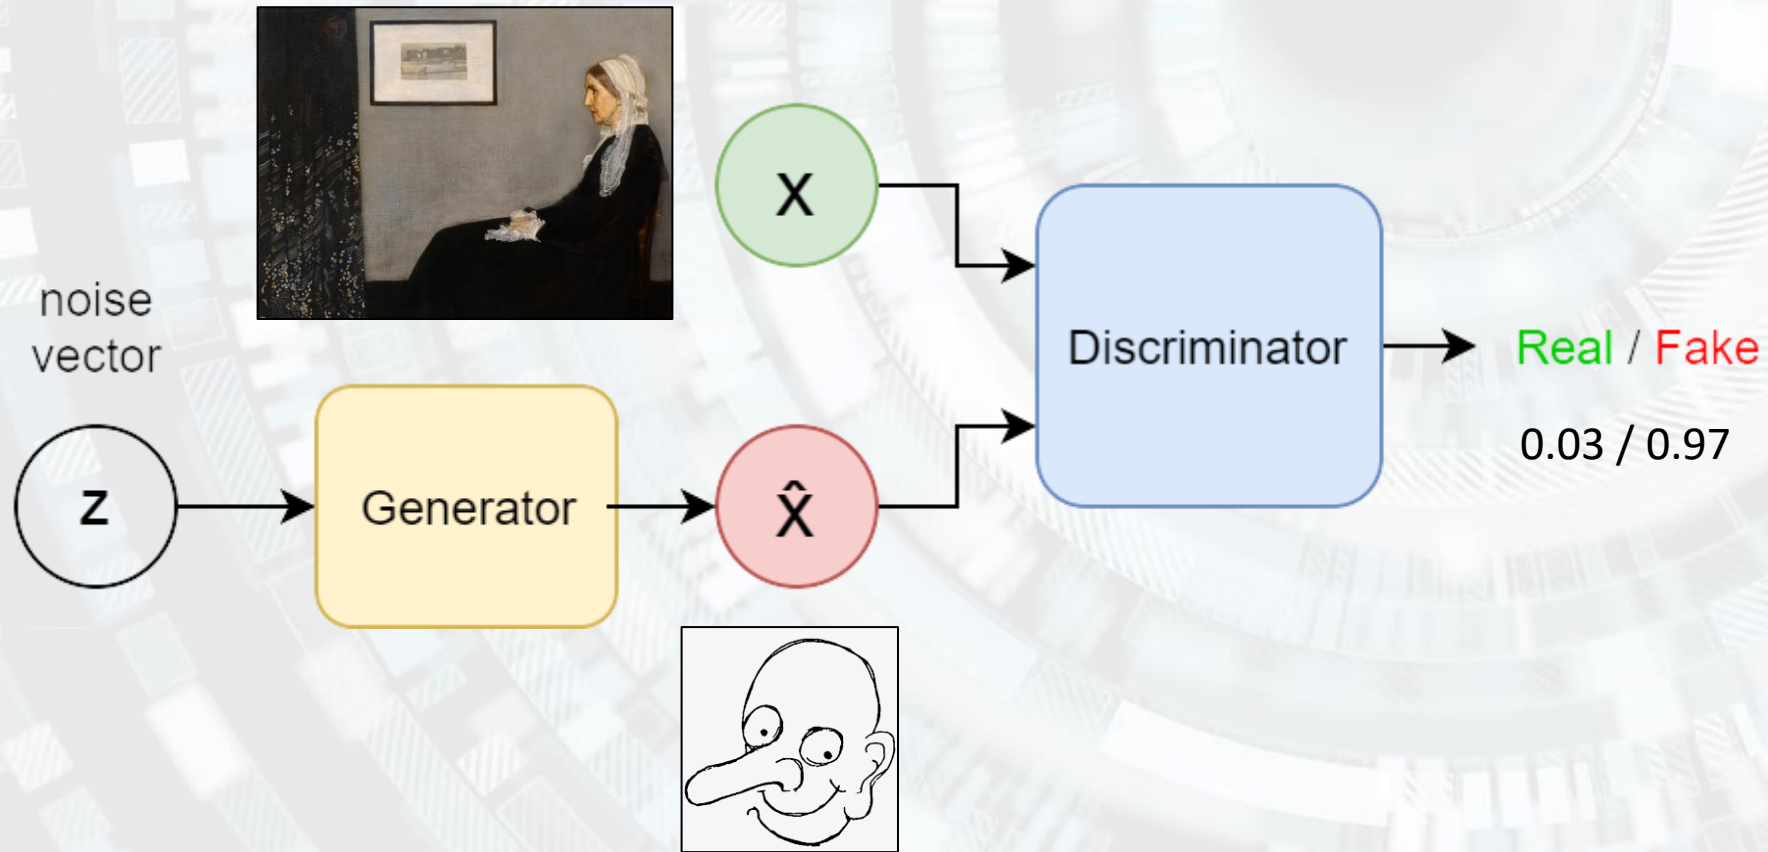 noise
vector
z
Generator
x
x̂
Discriminator
Real / Fake
0.03 / 0.97